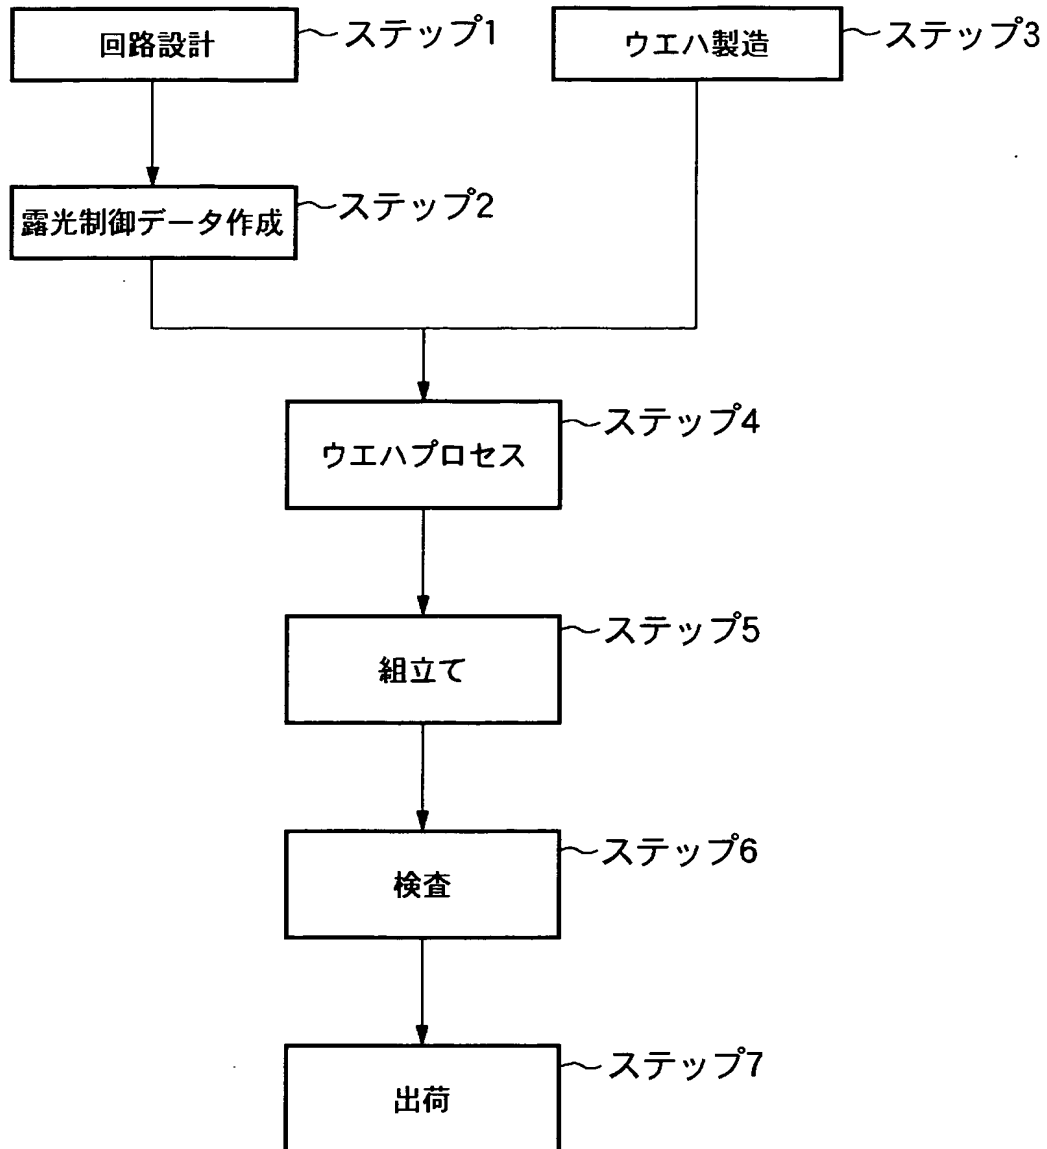 回路設計
ステップ1
ウエハ製造
ステップ3
露光制御データ作成
ステップ2
ウエハプロセス
ステップ4
組立て
ステップ5
検査
ステップ6
出荷
ステップ7